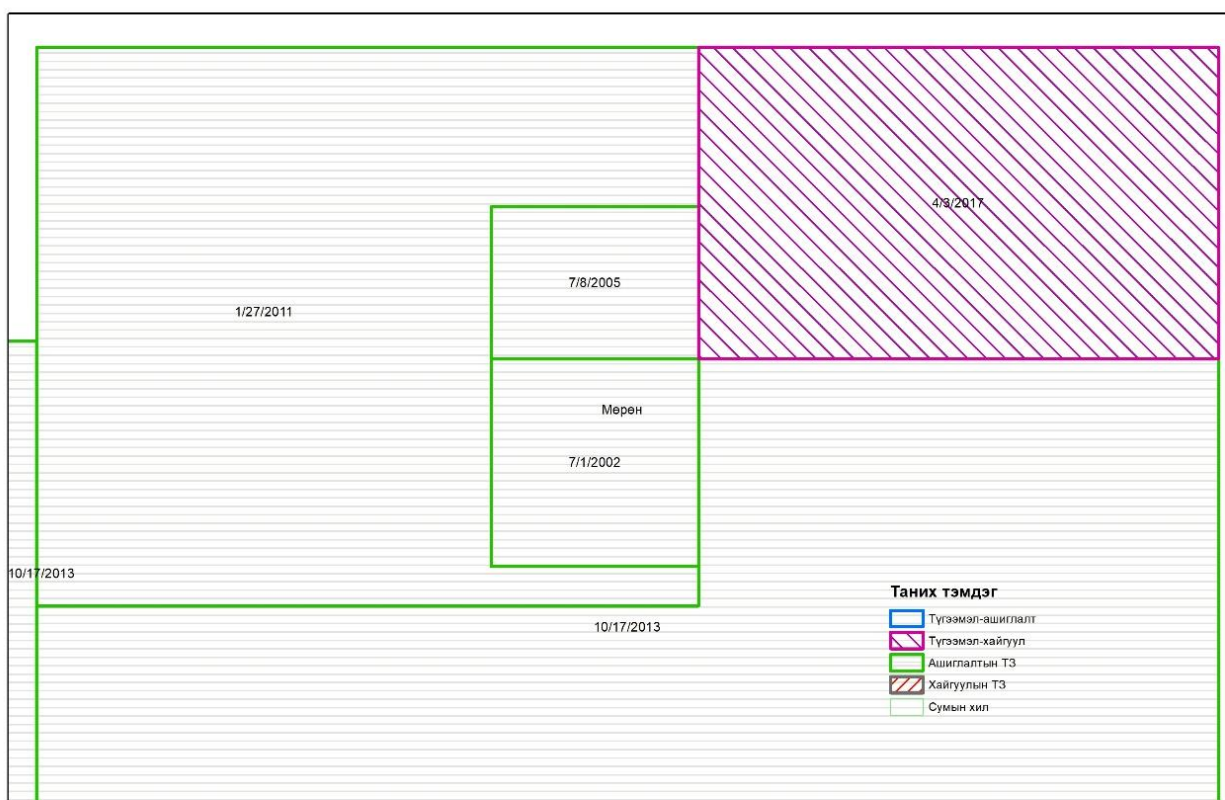 4/3/2017
7/8/2005
1/27/2011
Мөрөн
7/1/2002
10/17/2013
10/17/2013
Таних тэмдэг
Түгээмэл-ашиглалт
Түгээмэл-хайгуул
Ашиглалтын ТЗ
Хайгуулын ТЗ
Сумын хил